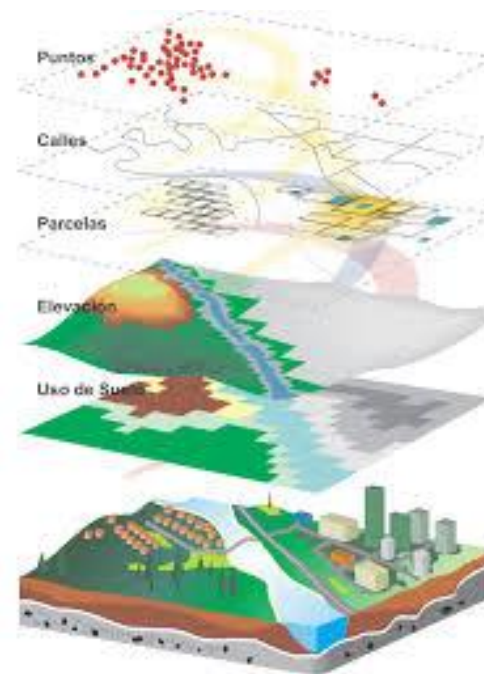 Puntos
Calles
Parcelas
Elevación
Uso de Suelo